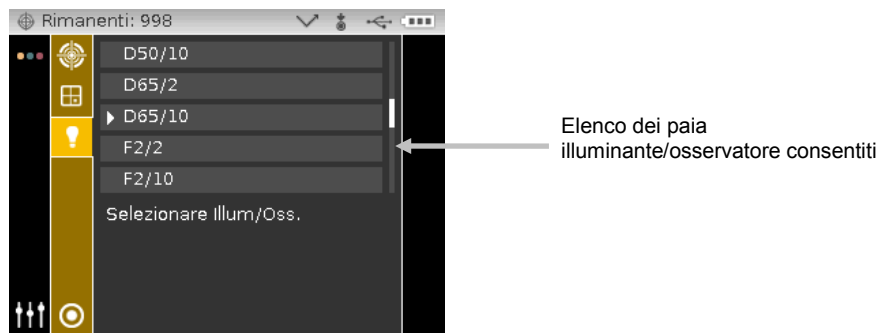 Rimanenti: 998
D50/10
D65/2
D65/10
F2/2
F2/10
Selezionare Illum/Oss.
Elenco dei paia
illuminante/osservatore consentiti